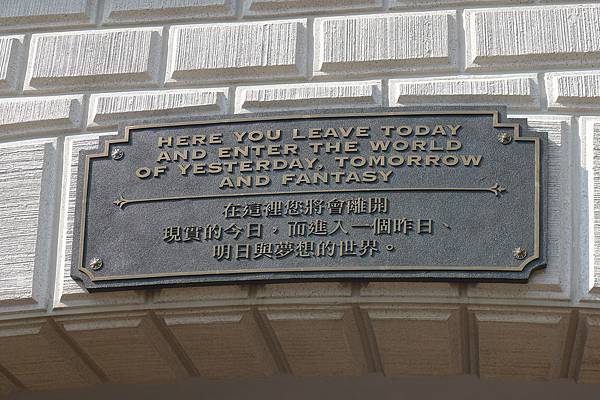 HERE YOU LEAVE TODAY
AND ENTER THE WORLD
OF YESTERDAY, TOMORROW
AND FANTASY
在這裡您將會離開
現實的今日，而進入一個昨日、
明日與夢想的世界。